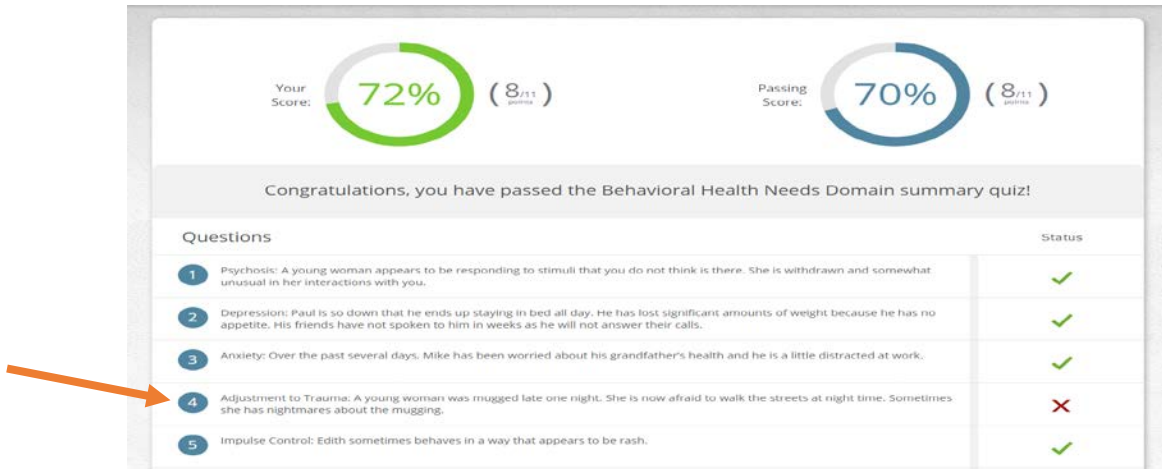 Your
Score:
72%
(8/11
points)
Passing
Score:
70%
(8/11
points)
Congratulations, you have passed the Behavioral Health Needs Domain summary quiz!
Questions
Status
1
Psychosis: A young woman appears to be responding to stimuli that you do not think is there. She is withdrawn and somewhat
unusual in her interactions with you.
2
Depression: Paul is so down that he ends up staying in bed all day. He has lost significant amounts of weight because he has no
appetite. His friends have not spoken to him in weeks as he will not answer their calls.
3
Anxiety: Over the past several days. Mike has been worried about his grandfather's health and he is a little distracted at work.
4
Adjustment to Trauma: A young woman was mugged late one night. She is now afraid to walk the streets at night time. Sometimes
she has nightmares about the mugging.
5
Impulse Control: Edith sometimes behaves in a way that appears to be rash.